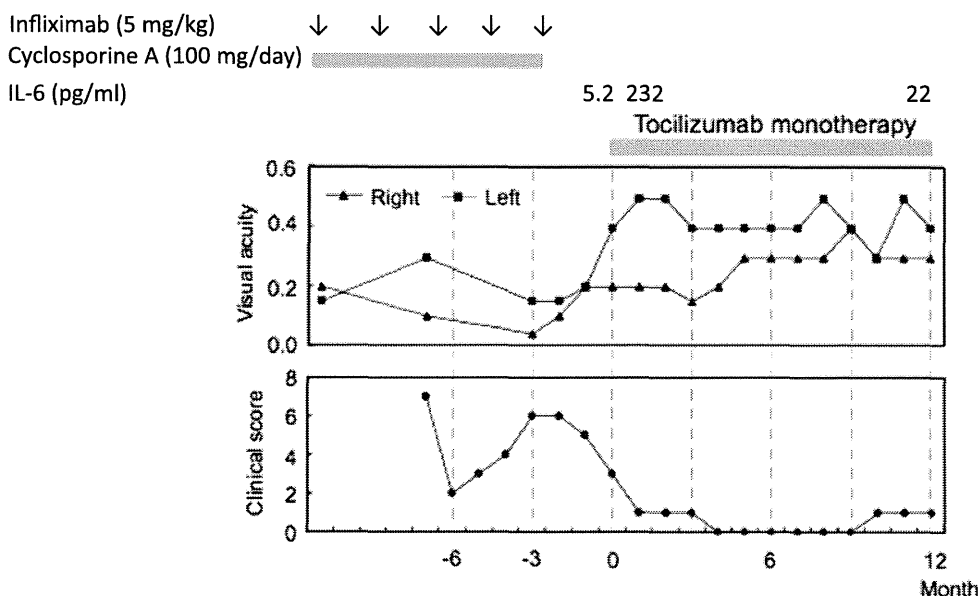 Infliximab (5 mg/kg)
Cyclosporine A (100 mg/day)
IL-6 (pg/ml) 5.2 232 22
Tocilizumab monotherapy
0.6
Right Left
0.4
Visual acuity
0.2
0.0
8
6
Clinical score
4
2
0
-6 -3 0 6 12
Month